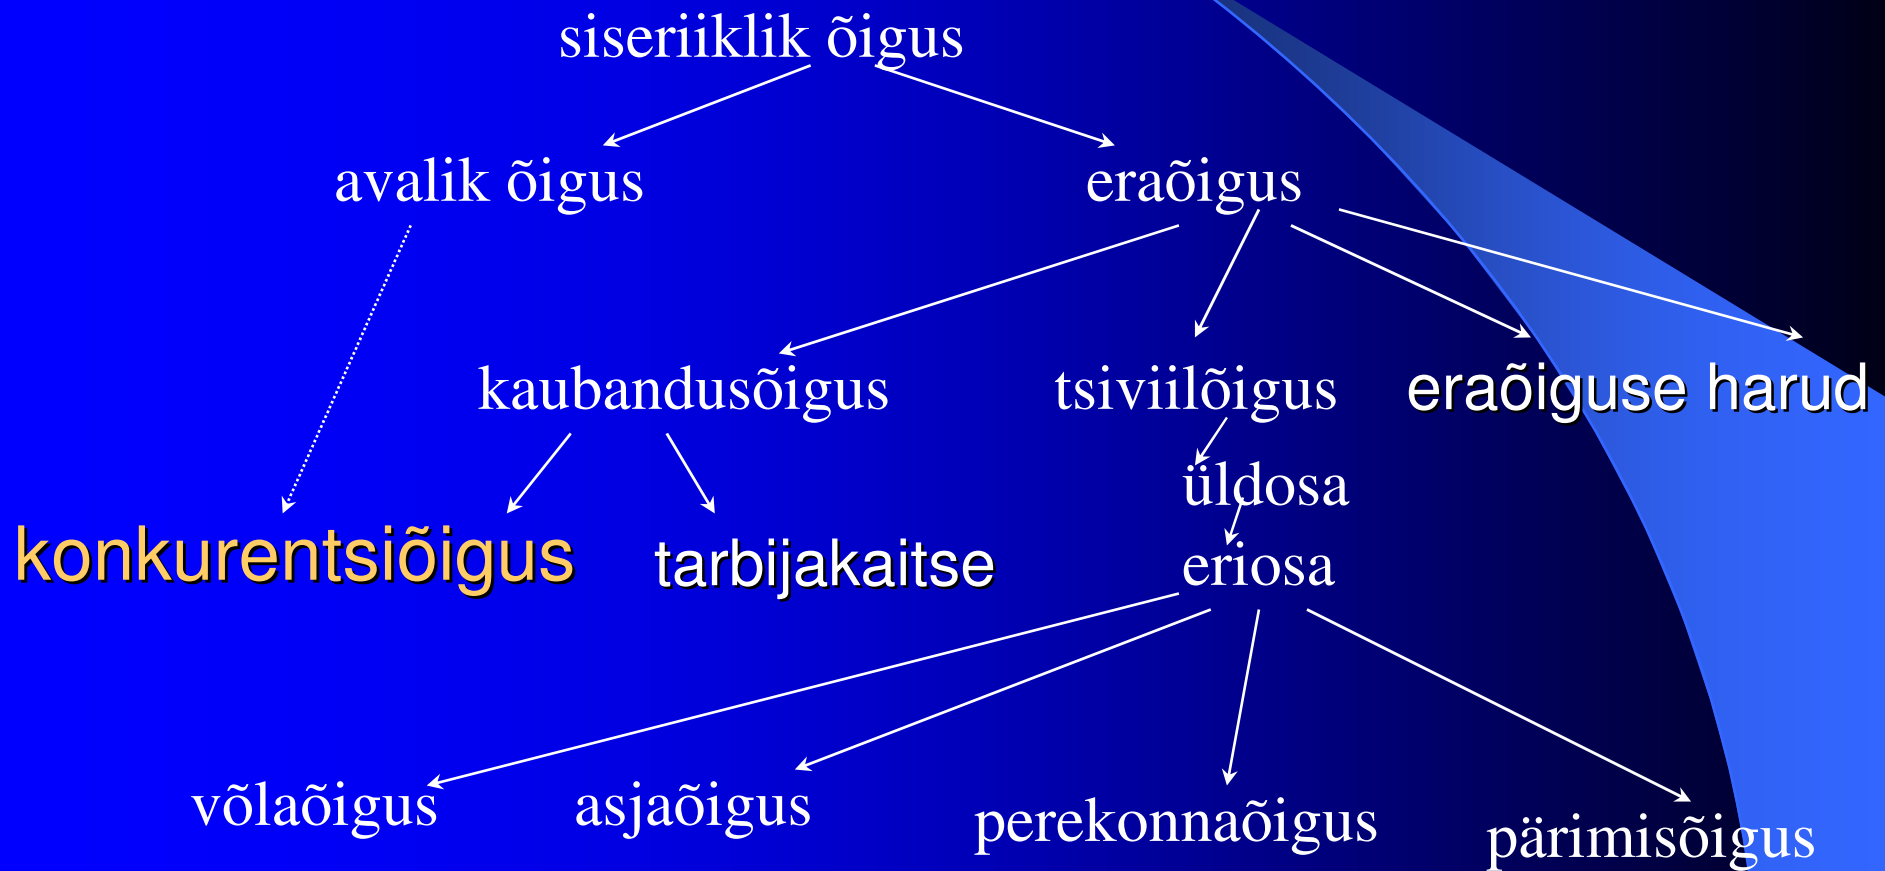 siseriiklik õigus
avalik õigus
eraõigus
kaubandusõigus
tsiviilõigus
eraõiguse harud
üldosa
konkurentsiõigus
tarbijakaitse
eriosa
võlaõigus
asjaõigus
perekonnaõigus
pärimisõigus